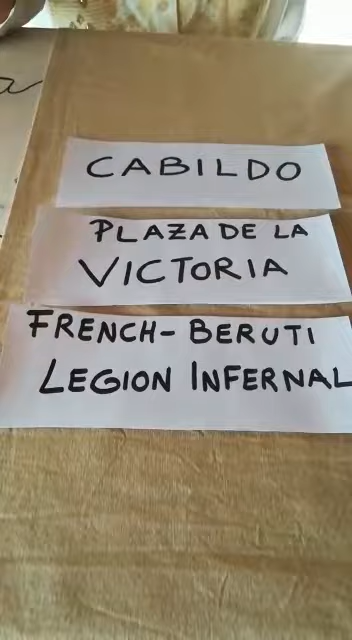 CABILDO
PLAZA DE LA
VICTORIA
FRENCH-BERUTI
LEGION INFERNAL